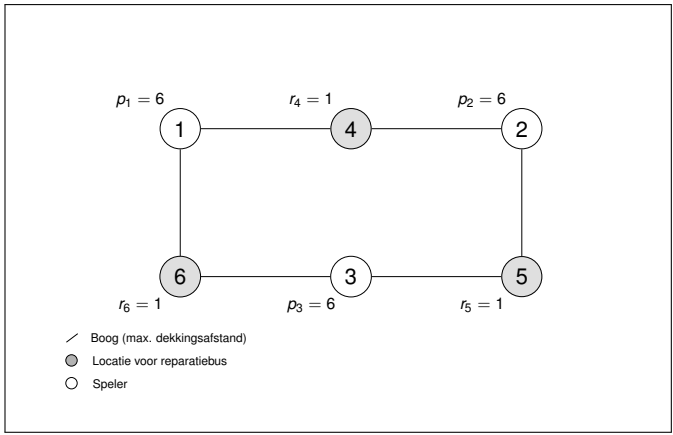 p₁ = 6
r₄ = 1
p₂ = 6
1
4
2
6
3
5
r₆ = 1
p₃ = 6
r₅ = 1
Boog (max. dekkingsafstand)
Locatie voor reparatiebus
Speler